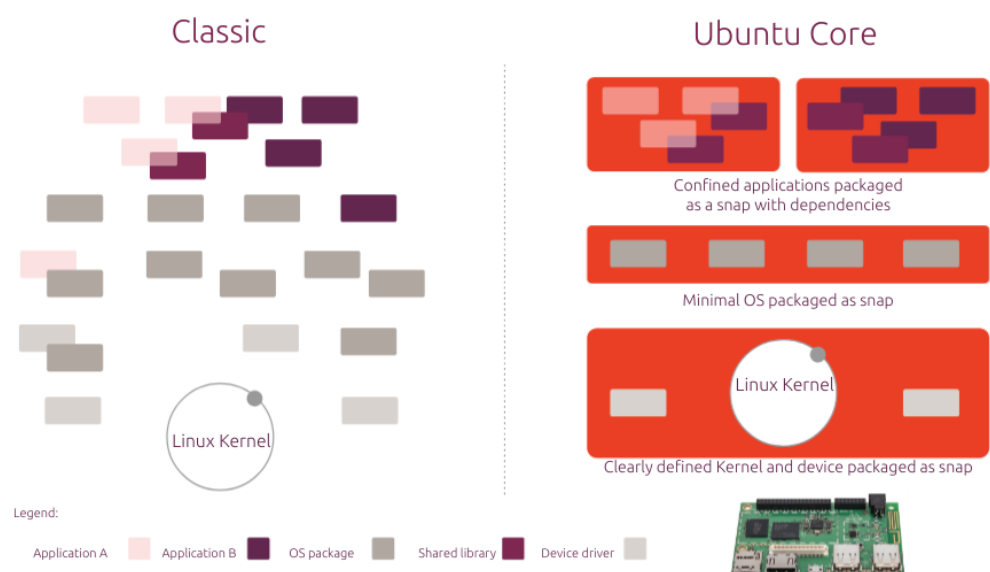 Classic
Ubuntu Core
Confined applications packaged
as a snap with dependencies
Minimal OS packaged as snap
Linux Kernel
Linux Kernel
Clearly defined Kernel and device packaged as snap
Legend:
Application A
Application B
OS package
Shared library
Device driver